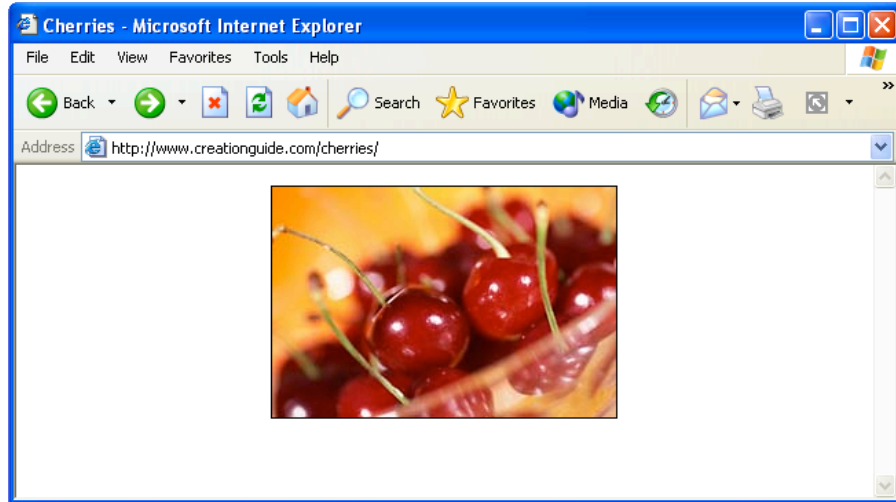 Cherries - Microsoft Internet Explorer
File Edit View Favorites Tools Help
Back Search Favorites Media »
Address http://www.creationguide.com/cherries/